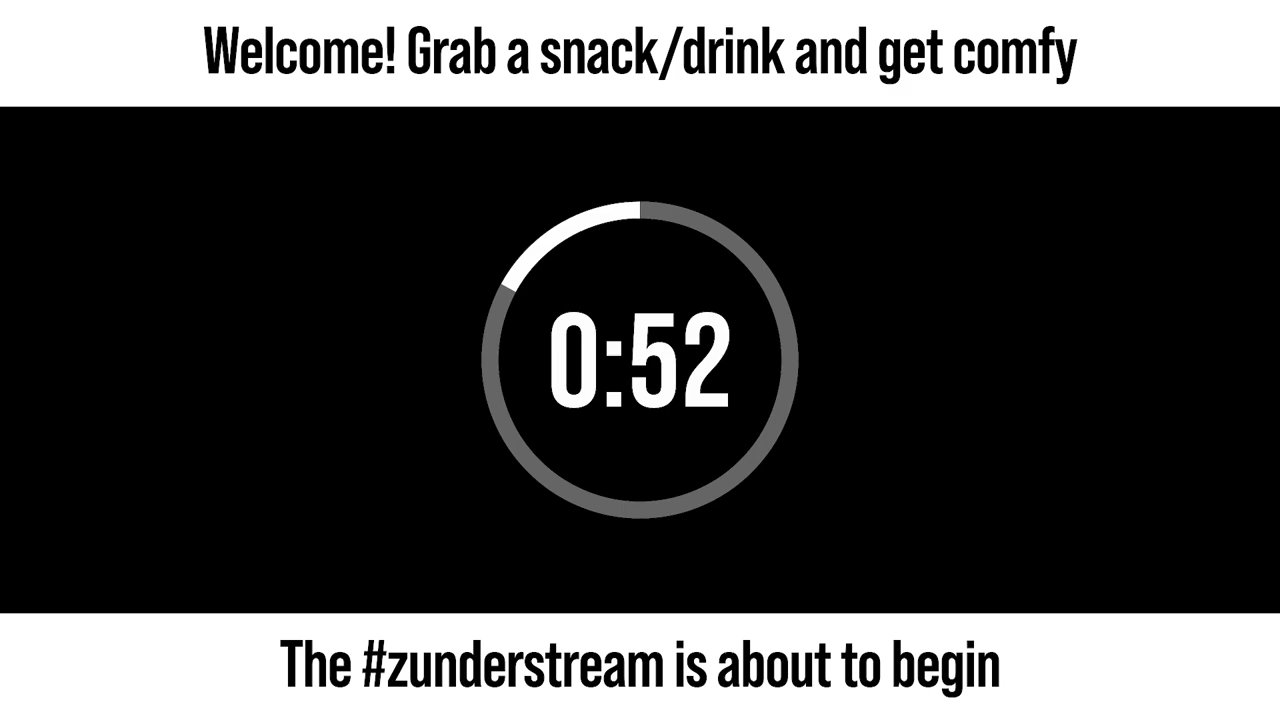 Welcome! Grab a snack/drink and get comfy
0:52
The #zunderstream is about to begin